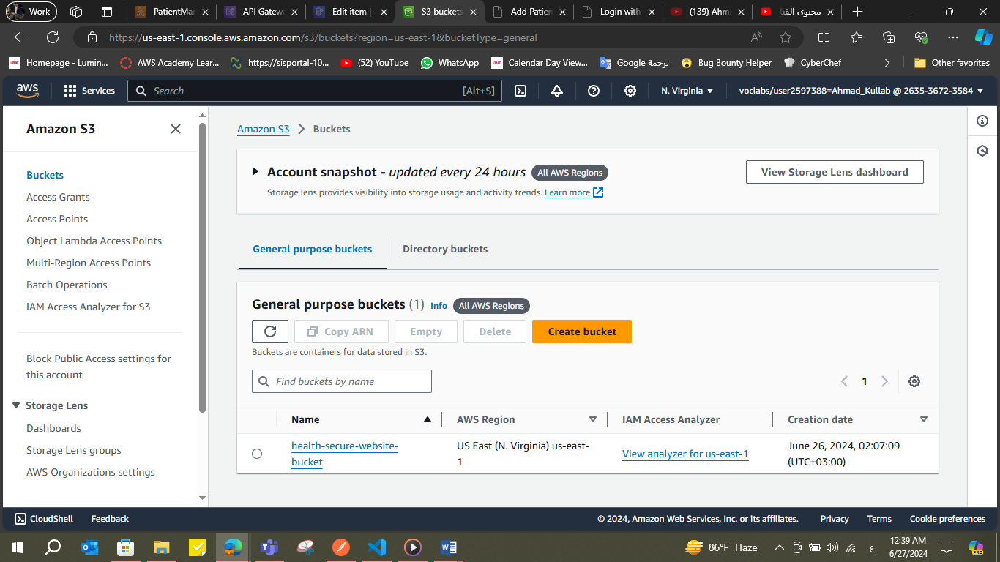 Work
PatientMar
API Gatewa
Edit item |
S3 buckets
Add Patien
Login with
(139) Ahma
محتوى القنا
https://us-east-1.console.aws.amazon.com/s3/buckets?region=us-east-1&bucketType=general
Homepage - Lumin...
AWS Academy Lear...
https://sisportal-10...
(52) YouTube
WhatsApp
Calendar Day View...
Google ترجمة
Bug Bounty Helper
CyberChef
Other favorites
aws
Services
Search
[Alt+S]
N. Virginia
voclabs/user2597388=Ahmad_Kullab @ 2635-3672-3584
Amazon S3
Buckets
Access Grants
Access Points
Object Lambda Access Points
Multi-Region Access Points
Batch Operations
IAM Access Analyzer for S3
Block Public Access settings for
this account
Storage Lens
Dashboards
Storage Lens groups
AWS Organizations settings
Amazon S3 > Buckets
Account snapshot - updated every 24 hours All AWS Regions
View Storage Lens dashboard
Storage lens provides visibility into storage usage and activity trends. Learn more
General purpose buckets
Directory buckets
General purpose buckets (1) Info All AWS Regions
Copy ARN
Empty
Delete
Create bucket
Buckets are containers for data stored in S3.
Find buckets by name
1
Name
AWS Region
IAM Access Analyzer
Creation date
health-secure-website-
bucket
US East (N. Virginia) us-east-
1
View analyzer for us-east-1
June 26, 2024, 02:07:09
(UTC+03:00)
CloudShell
Feedback
© 2024, Amazon Web Services, Inc. or its affiliates.
Privacy
Terms
Cookie preferences
86°F Haze
ع
12:39 AM
6/27/2024
PRE